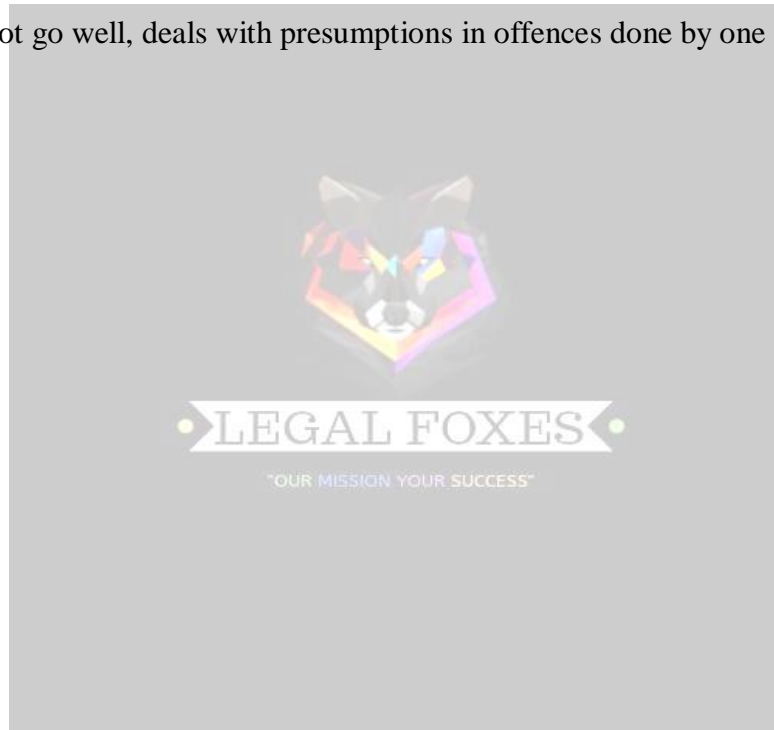 ot go well, deals with presumptions in offences done by one
LEGAL FOXES
"OUR MISSION YOUR SUCCESS"